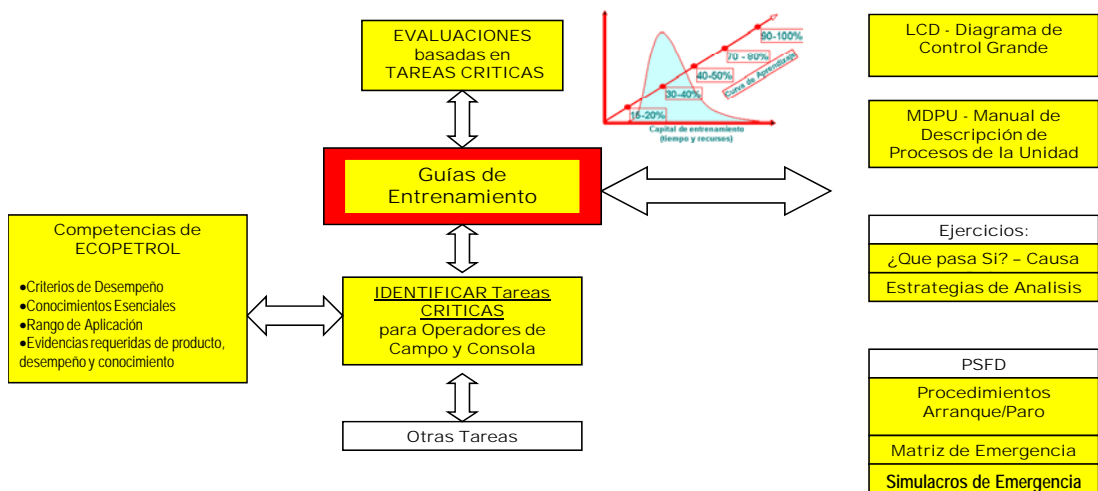 EVALUACIONES
basadas en
TAREAS CRITICAS
90-100%
70 - 80%
40-50%
30-40%
15-20%
Curva de Aprendizaje
Capital de entrenamiento
(tiempo y recursos)
LCD - Diagrama de
Control Grande
MDPU - Manual de
Descripción de
Procesos de la Unidad
Guías de
Entrenamiento
Competencias de
ECOPETROL
•Criterios de Desempeño
•Conocimientos Esenciales
•Rango de Aplicación
•Evidencias requeridas de producto,
desempeño y conocimiento
IDENTIFICAR Tareas
CRITICAS
para Operadores de
Campo y Consola
Otras Tareas
Ejercicios:
¿Que pasa Si? – Causa
Estrategias de Analisis
PSFD
Procedimientos
Arranque/Paro
Matriz de Emergencia
Simulacros de Emergencia